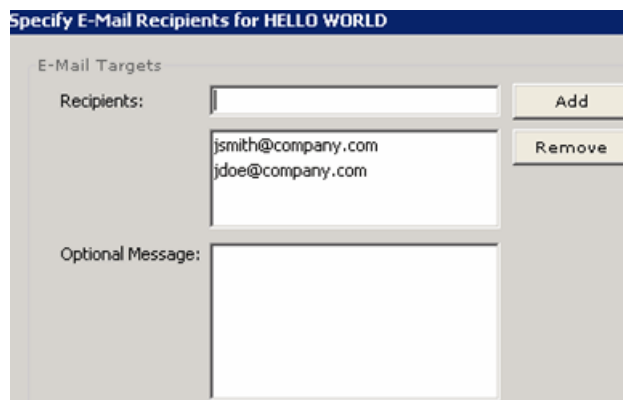 Specify E-Mail Recipients for HELLO WORLD
E-Mail Targets
Recipients:
Add
jsmith@company.com
Remove
jdoe@company.com
Optional Message: